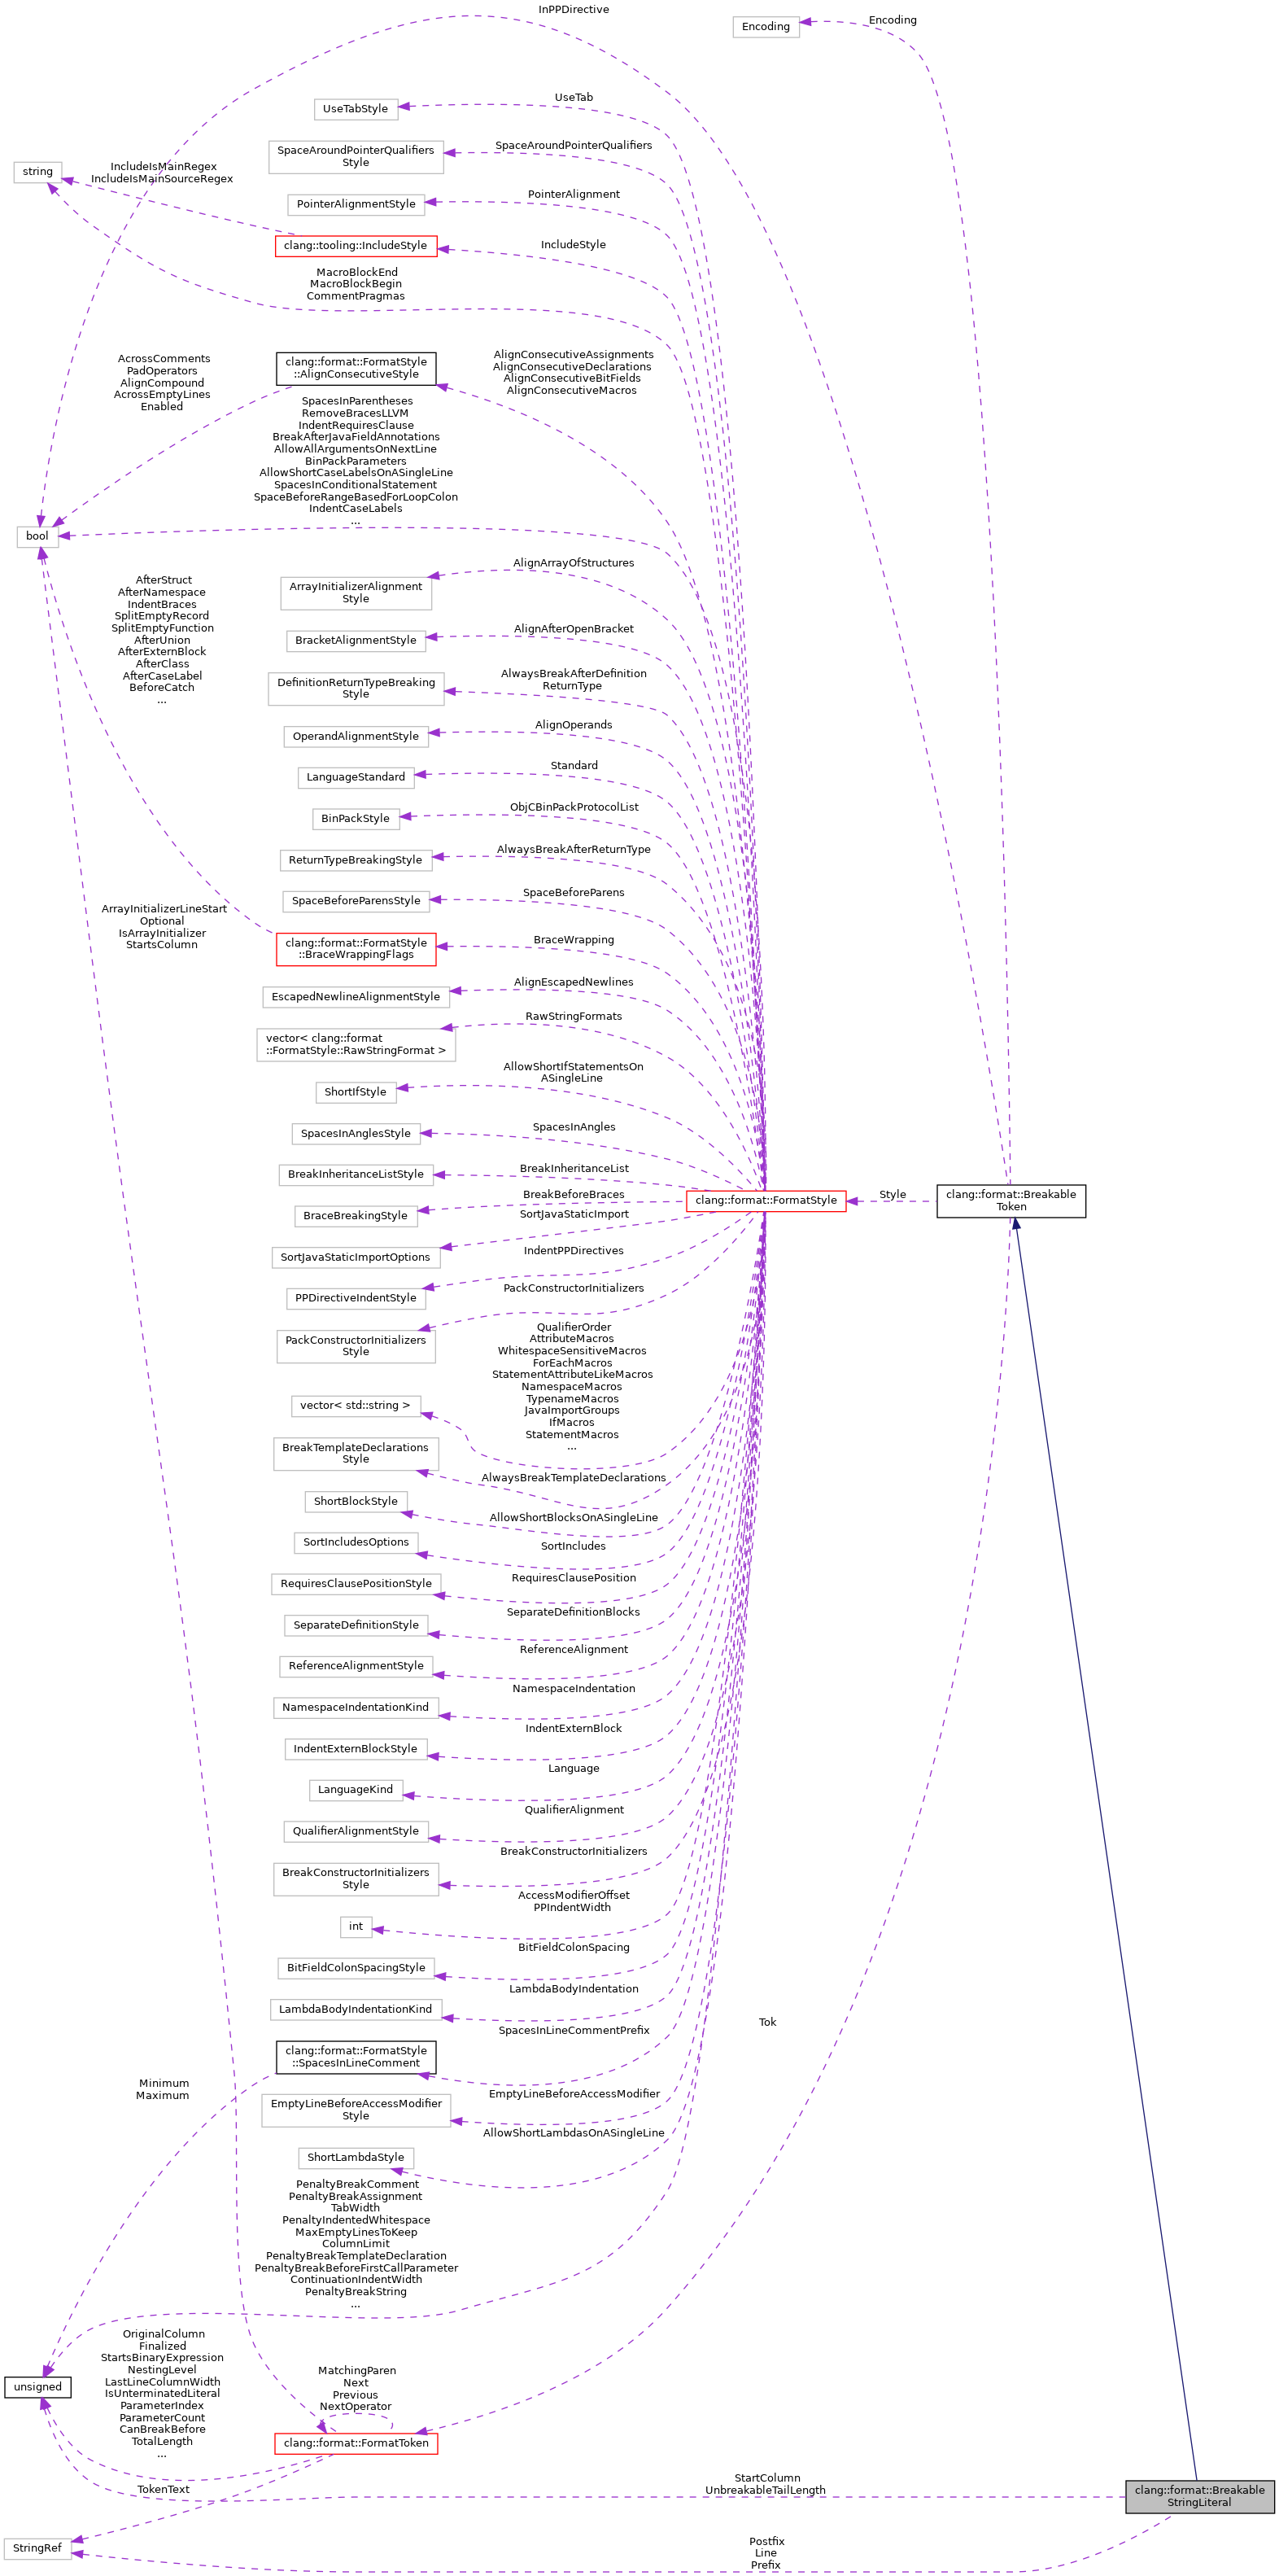 InPPDirective
Encoding
Encoding
UseTab
UseTabStyle
SpaceAroundPointerQualifiers
SpaceAroundPointerQualifiers
Style
string
IncludeIsMainRegex
IncludeIsMainSourceRegex
PointerAlignment
PointerAlignmentStyle
IncludeStyle
clang::tooling::IncludeStyle
MacroBlockEnd
MacroBlockBegin
CommentPragmas
AcrossComments
PadOperators
AlignCompound
AcrossEmptyLines
Enabled
clang::format::FormatStyle
::AlignConsecutiveStyle
AlignConsecutiveAssignments
AlignConsecutiveDeclarations
AlignConsecutiveBitFields
AlignConsecutiveMacros
SpacesInParentheses
RemoveBracesLLVM
IndentRequiresClause
BreakAfterJavaFieldAnnotations
AllowAllArgumentsOnNextLine
BinPackParameters
AllowShortCaseLabelsOnASingleLine
SpacesInConditionalStatement
SpaceBeforeRangeBasedForLoopColon
IndentCaseLabels
...
bool
AlignArrayOfStructures
ArrayInitializerAlignment
Style
AfterStruct
AfterNamespace
IndentBraces
SplitEmptyRecord
SplitEmptyFunction
AfterUnion
AfterExternBlock
AfterClass
AfterCaseLabel
BeforeCatch
...
AlignAfterOpenBracket
BracketAlignmentStyle
AlwaysBreakAfterDefinition
ReturnType
DefinitionReturnTypeBreaking
Style
AlignOperands
OperandAlignmentStyle
Standard
LanguageStandard
ObjCBinPackProtocolList
BinPackStyle
AlwaysBreakAfterReturnType
ReturnTypeBreakingStyle
SpaceBeforeParens
SpaceBeforeParensStyle
ArrayInitializerLineStart
Optional
IsArrayInitializer
StartsColumn
BraceWrapping
clang::format::FormatStyle
::BraceWrappingFlags
AlignEscapedNewlines
EscapedNewlineAlignmentStyle
RawStringFormats
vector< clang::format
::FormatStyle::RawStringFormat >
AllowShortIfStatementsOn
ASingleLine
ShortIfStyle
SpacesInAngles
SpacesInAnglesStyle
BreakInheritanceList
BreakInheritanceListStyle
BreakBeforeBraces
BraceBreakingStyle
clang::format::FormatStyle
Style
clang::format::Breakable
Token
SortJavaStaticImport
SortJavaStaticImportOptions
IndentPPDirectives
PPDirectiveIndentStyle
PackConstructorInitializers
PackConstructorInitializers
Style
QualifierOrder
AttributeMacros
WhitespaceSensitiveMacros
ForEachMacros
StatementAttributeLikeMacros
NamespaceMacros
TypenameMacros
JavaImportGroups
IfMacros
StatementMacros
...
vector< std::string >
BreakTemplateDeclarations
Style
AlwaysBreakTemplateDeclarations
ShortBlockStyle
AllowShortBlocksOnASingleLine
SortIncludesOptions
SortIncludes
RequiresClausePositionStyle
RequiresClausePosition
SeparateDefinitionStyle
SeparateDefinitionBlocks
ReferenceAlignmentStyle
ReferenceAlignment
NamespaceIndentationKind
NamespaceIndentation
IndentExternBlockStyle
IndentExternBlock
LanguageKind
Language
QualifierAlignmentStyle
QualifierAlignment
BreakConstructorInitializers
Style
BreakConstructorInitializers
int
AccessModifierOffset
PPIndentWidth
BitFieldColonSpacingStyle
BitFieldColonSpacing
LambdaBodyIndentationKind
LambdaBodyIndentation
Tok
clang::format::FormatStyle
::SpacesInLineComment
SpacesInLineCommentPrefix
Minimum
Maximum
EmptyLineBeforeAccessModifier
Style
EmptyLineBeforeAccessModifier
ShortLambdaStyle
AllowShortLambdasOnASingleLine
PenaltyBreakComment
PenaltyBreakAssignment
TabWidth
PenaltyIndentedWhitespace
MaxEmptyLinesToKeep
ColumnLimit
PenaltyBreakTemplateDeclaration
PenaltyBreakBeforeFirstCallParameter
ContinuationIndentWidth
PenaltyBreakString
...
unsigned
OriginalColumn
Finalized
StartsBinaryExpression
NestingLevel
LastLineColumnWidth
IsUnterminatedLiteral
ParameterIndex
ParameterCount
CanBreakBefore
TotalLength
...
MatchingParen
Next
Previous
NextOperator
clang::format::FormatToken
TokenText
StartColumn
UnbreakableTailLength
clang::format::Breakable
StringLiteral
StringRef
Postfix
Line
Prefix